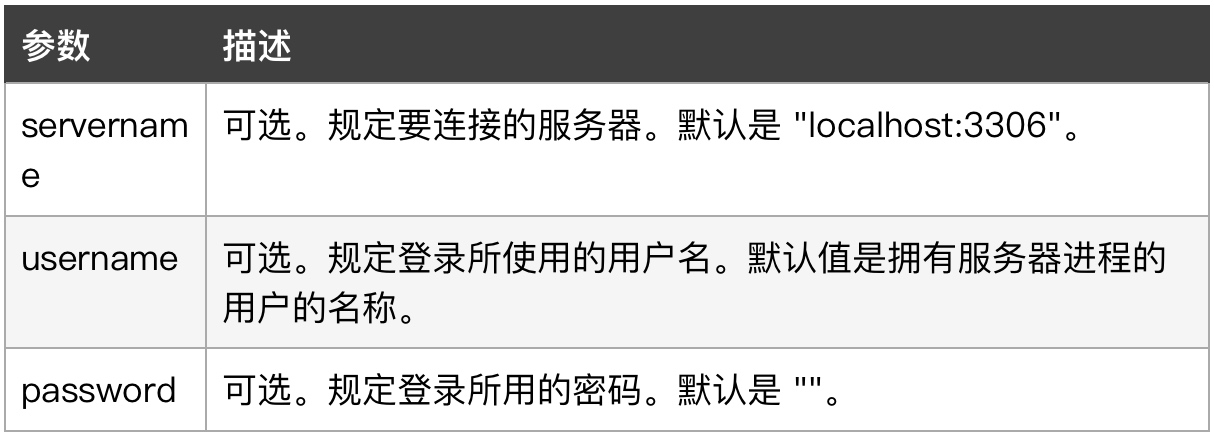 参数 描述
servernam 可选。规定要连接的服务器。默认是 "localhost:3306"。
e
username 可选。规定登录所使用的用户名。默认值是拥有服务器进程的
用户的名称。
password 可选。规定登录所用的密码。默认是 ""。